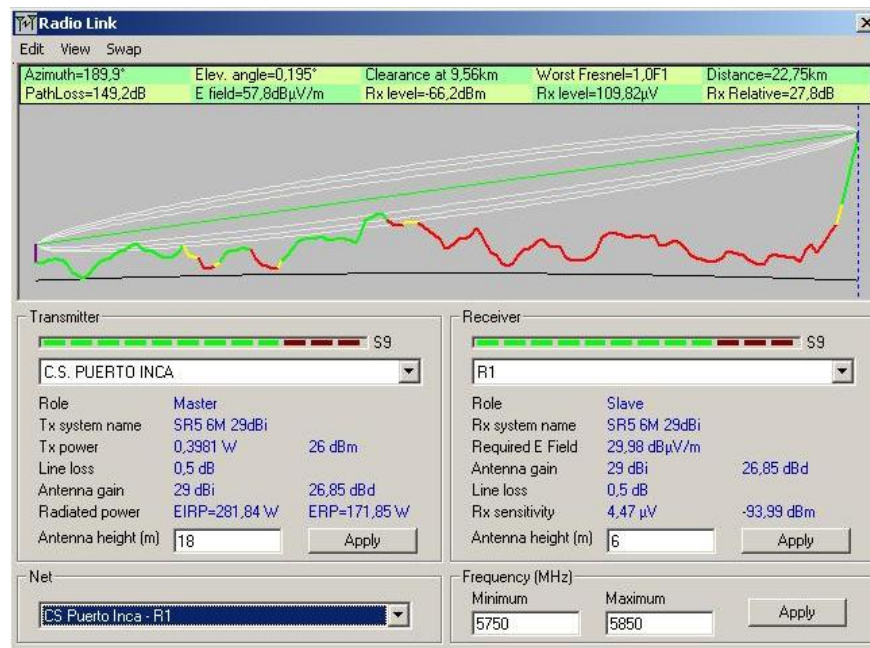 Radio Link
Edit View Swap
Azimuth=189,9° Elev. angle=0,195° Clearance at 9,56km Worst Fresnel=1,0F1 Distance=22,75km
PathLoss=149,2dB E field=57,8dBµV/m Rx level=-66,2dBm Rx level=109,82µV Rx Relative=27,8dB
Transmitter
S9
C.S. PUERTO INCA
Role Master
Tx system name SR5 6M 29dBi
Tx power 0,3981 W 26 dBm
Line loss 0,5 dB
Antenna gain 29 dBi 26,85 dBd
Radiated power EIRP=281,84 W ERP=171,85 W
Antenna height (m) 18 Apply
Receiver
S9
R1
Role Slave
Rx system name SR5 6M 29dBi
Required E Field 29,98 dBµV/m
Antenna gain 29 dBi 26,85 dBd
Line loss 0,5 dB
Rx sensitivity 4,47 µV -93,99 dBm
Antenna height (m) 6 Apply
Net
CS Puerto Inca - R1
Frequency (MHz)
Minimum Maximum
5750 5850 Apply